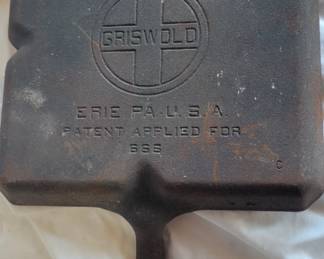 GRISWOLD
ERIE PA. U.S.A.
PATENT APPLIED FOR
666
C